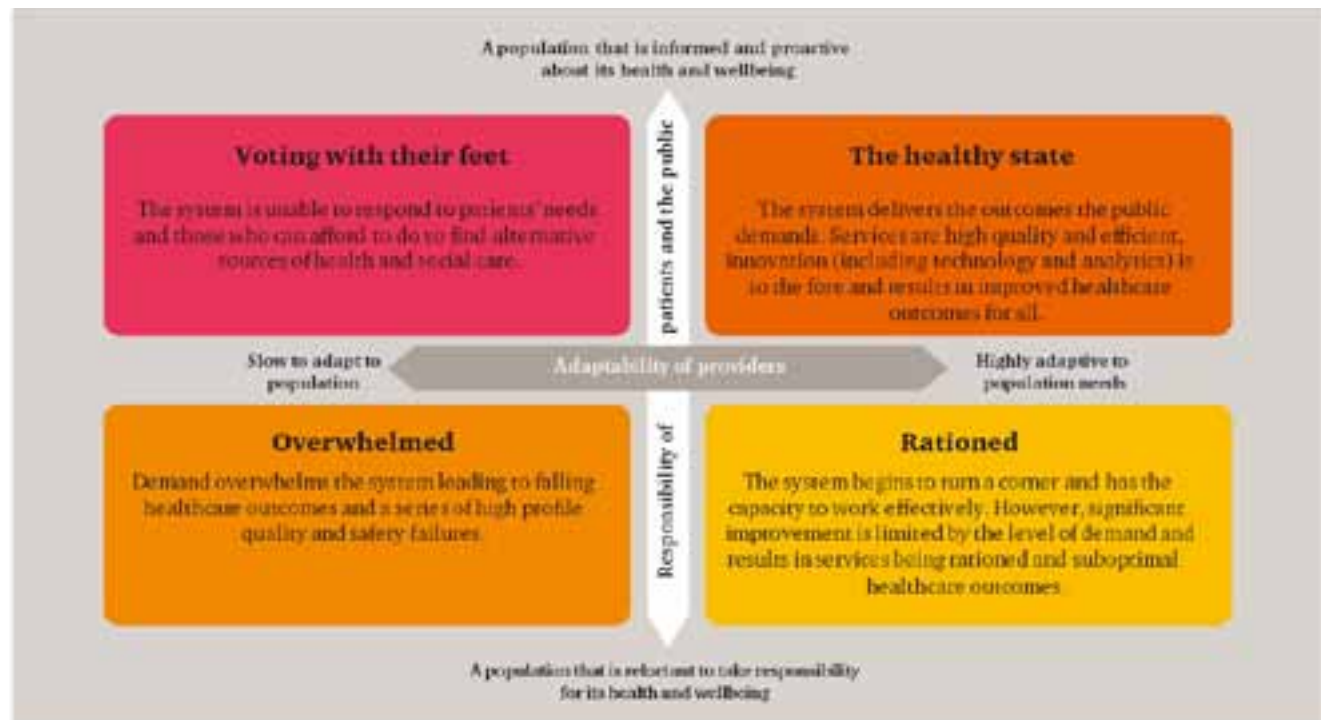 A population that is informed and proactive
about its health and wellbeing
Voting with their feet
The system is unable to respond to patients' needs
and those who can afford to do so find alternative
sources of health and social care.
The healthy state
The system delivers the outcomes the public
demands. Services are high quality and efficient,
innovation (including technology and analytics) is
to the fore and results in improved healthcare
outcomes for all.
Responsibility of patients and the public
Slow to adapt to
population
Adaptability of providers
Highly adaptive to
population needs
Overwhelmed
Demand overwhelms the system leading to falling
healthcare outcomes and a series of high profile
quality and safety failures.
Rationed
The system begins to turn a corner and has the
capacity to work effectively. However, significant
improvement is limited by the level of demand and
results in services being rationed and suboptimal
healthcare outcomes.
A population that is reluctant to take responsibility
for its health and wellbeing